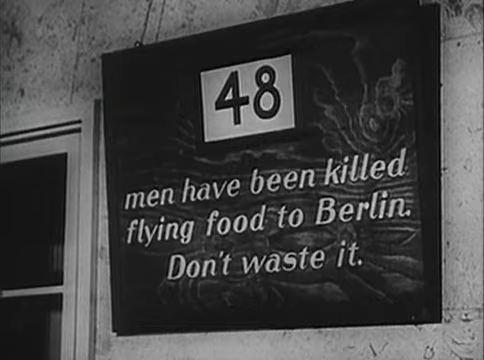 48
men have been killed
flying food to Berlin.
Don't waste it.